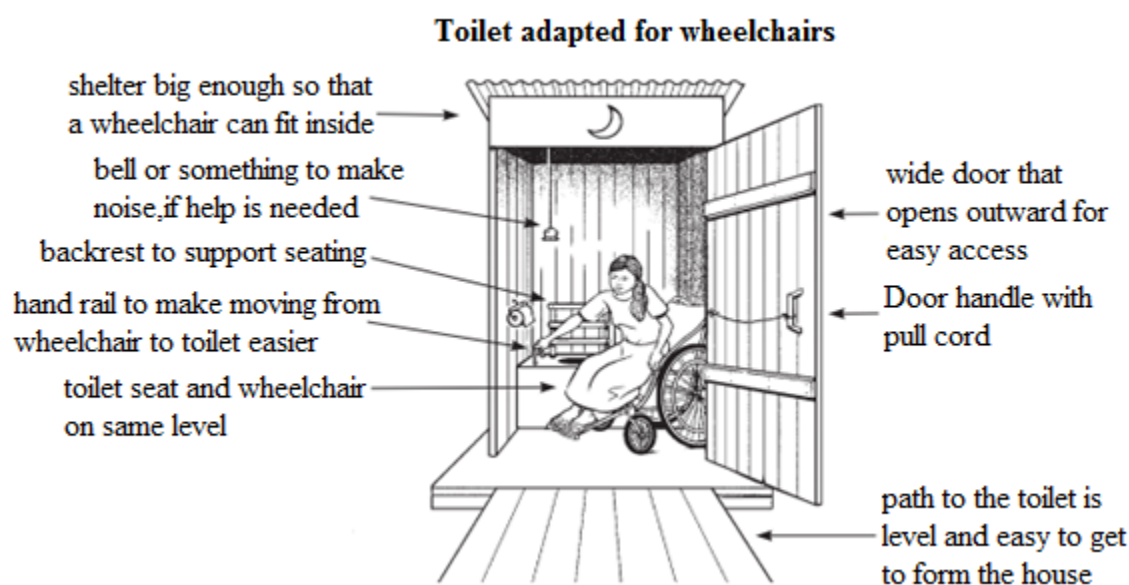 Toilet adapted for wheelchairs
shelter big enough so that
a wheelchair can fit inside
bell or something to make
noise,if help is needed
backrest to support seating
hand rail to make moving from
wheelchair to toilet easier
toilet seat and wheelchair
on same level
wide door that
opens outward for
easy access
Door handle with
pull cord
path to the toilet is
level and easy to get
to form the house